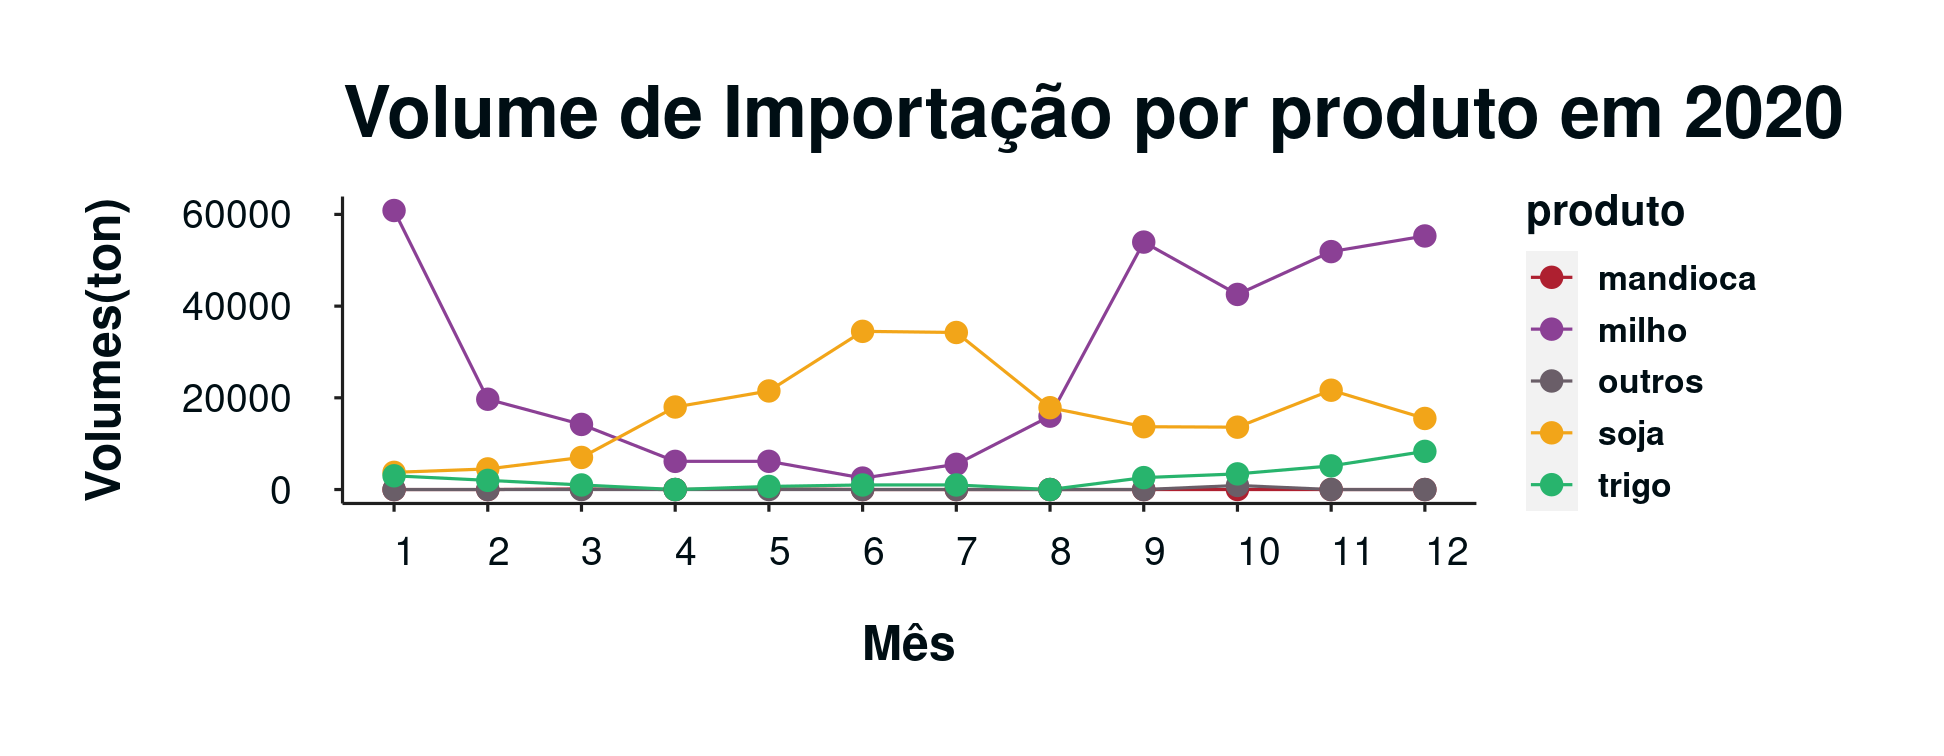 Volume de Importação por produto em 2020
Volumes(ton)
60000
40000
20000
0
1 2 3 4 5 6 7 8 9 10 11 12
Mês
produto
mandioca
milho
outros
soja
trigo